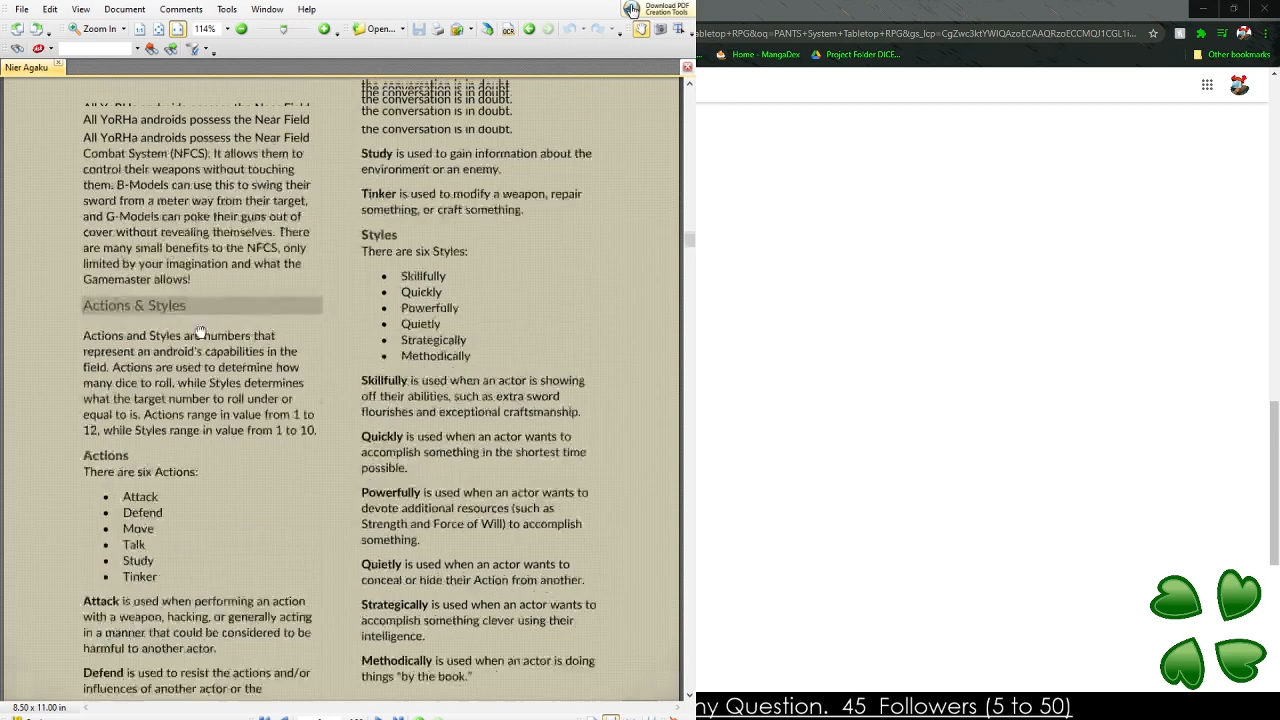 File Edit View Document Comments Tools Window Help
Download PDF
Creation Tools
Zoom In 114% Open...
OCR
Nier Agaku
All YoRHa androids possess the Near Field
All YoRHa androids possess the Near Field
Combat System (NFCS). It allows them to
control their weapons without touching
them. B-Models can use this to swing their
sword from a meter way from their target,
and G-Models can poke their guns out of
cover without revealing themselves. There
are many small benefits to the NFCS, only
limited by your imagination and what the
Gamemaster allows!
Actions & Styles
Actions and Styles are numbers that
represent an android's capabilities in the
field. Actions are used to determine how
many dice to roll, while Styles determines
what the target number to roll under or
equal to is. Actions range in value from 1 to
12, while Styles range in value from 1 to 10.
Actions
There are six Actions:
• Attack
• Defend
• Move
• Talk
• Study
• Tinker
Attack is used when performing an action
with a weapon, hacking, or generally acting
in a manner that could be considered to be
harmful to another actor.
Defend is used to resist the actions and/or
influences of another actor or the
the conversation is in doubt.
the conversation is in doubt.
the conversation is in doubt.
the conversation is in doubt.
Study is used to gain information about the
environment or an enemy.
Tinker is used to modify a weapon, repair
something, or craft something.
Styles
There are six Styles:
• Skillfully
• Quickly
• Powerfully
• Quietly
• Strategically
• Methodically
Skillfully is used when an actor is showing
off their abilities, such as extra sword
flourishes and exceptional craftsmanship.
Quickly is used when an actor wants to
accomplish something in the shortest time
possible.
Powerfully is used when an actor wants to
devote additional resources (such as
Strength and Force of Will) to accomplish
something.
Quietly is used when an actor wants to
conceal or hide their Action from another.
Strategically is used when an actor wants to
accomplish something clever using their
intelligence.
Methodically is used when an actor is doing
things "by the book."
8.50 x 11.00 in
Home - MangaDex Project Folder DICE... Other bookmarks
ny Question. 45 Followers (5 to 50)